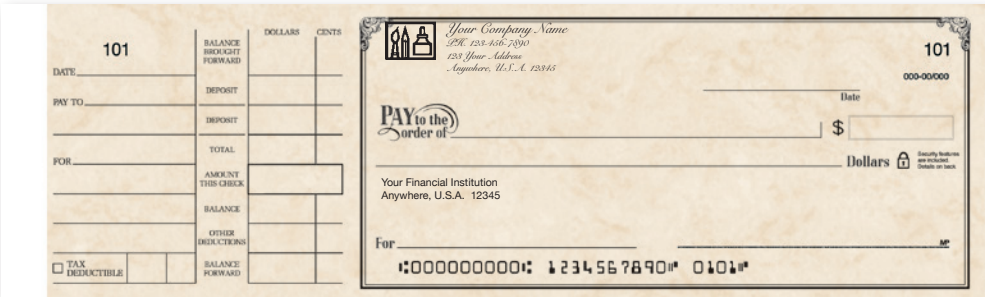 101
DOLLARS CENTS
BALANCE
BROUGHT
FORWARD
DATE
DEPOSIT
PAY TO
DEPOSIT
TOTAL
FOR
AMOUNT
THIS CHECK
BALANCE
OTHER
DEDUCTIONS
TAX
DEDUCTIBLE
BALANCE
FORWARD
Your Company Name
PH. 123-456-7890
123 Your Address
Anywhere, U.S.A. 12345
101
000-00/000
Date
PAY to the
order of
$
Dollars
Security features
are included.
Details on back
Your Financial Institution
Anywhere, U.S.A. 12345
For
MP
⑆000000000⑆ 1234567890⑈ 0101⑈